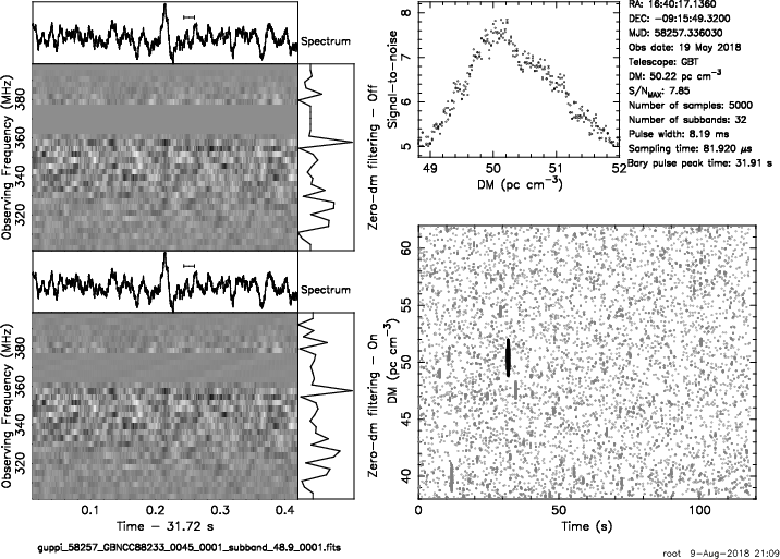 Spectrum
Observing Frequency (MHz)
380
360
340
320
Zero-dm filtering - Off
Spectrum
Observing Frequency (MHz)
380
360
340
320
Zero-dm filtering - On
0.1 0.2 0.3 0.4
Time - 31.72 s
guppi_58257_GBNCC88233_0045_0001_subband_48.9_0001.fits
Signal-to-noise
8
7
6
5
49 50 51 52
DM (pc cm⁻³)
RA: 16:40:17.1360
DEC: -09:15:49.3200
MJD: 58257.336030
Obs date: 19 May 2018
Telescope: GBT
DM: 50.22 pc cm⁻³
S/N_MAX: 7.85
Number of samples: 5000
Number of subbands: 32
Pulse width: 8.19 ms
Sampling time: 81.920 μs
Bary pulse peak time: 31.91 s
DM (pc cm⁻³)
60
55
50
45
40
0 50 100
Time (s)
root 9-Aug-2018 21:09